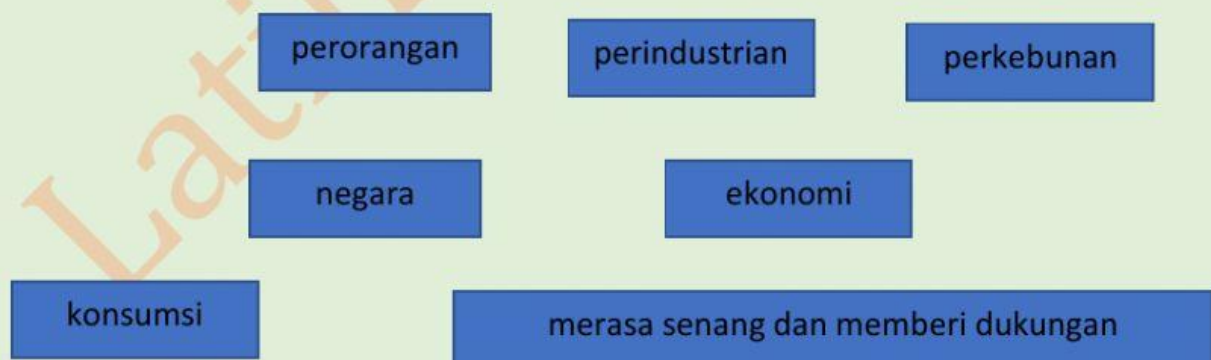 perorangan
perindustrian
perkebunan
negara
ekonomi
konsumsi
merasa senang dan memberi dukungan